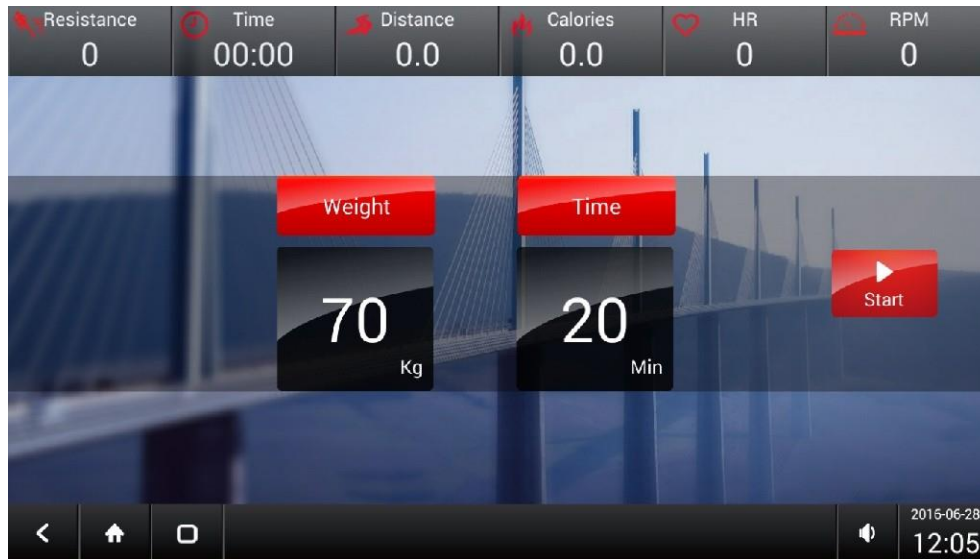 Resistance Time Distance Calories HR RPM
0 00:00 0.0 0.0 0 0
Weight Time
70 20
Start
Kg Min
2016-06-28
12:05